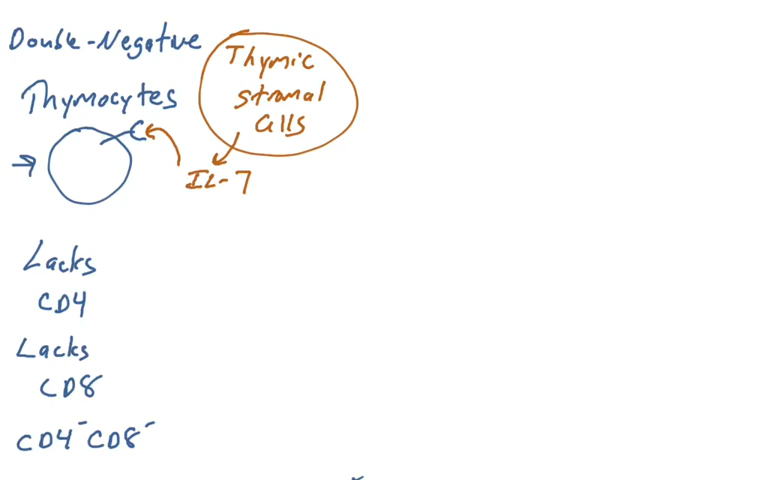 Double-Negative
Thymocytes
Thymic
stromal
cells
IL-7
Lacks
CD4
Lacks
CD8
CD4⁻CD8⁻